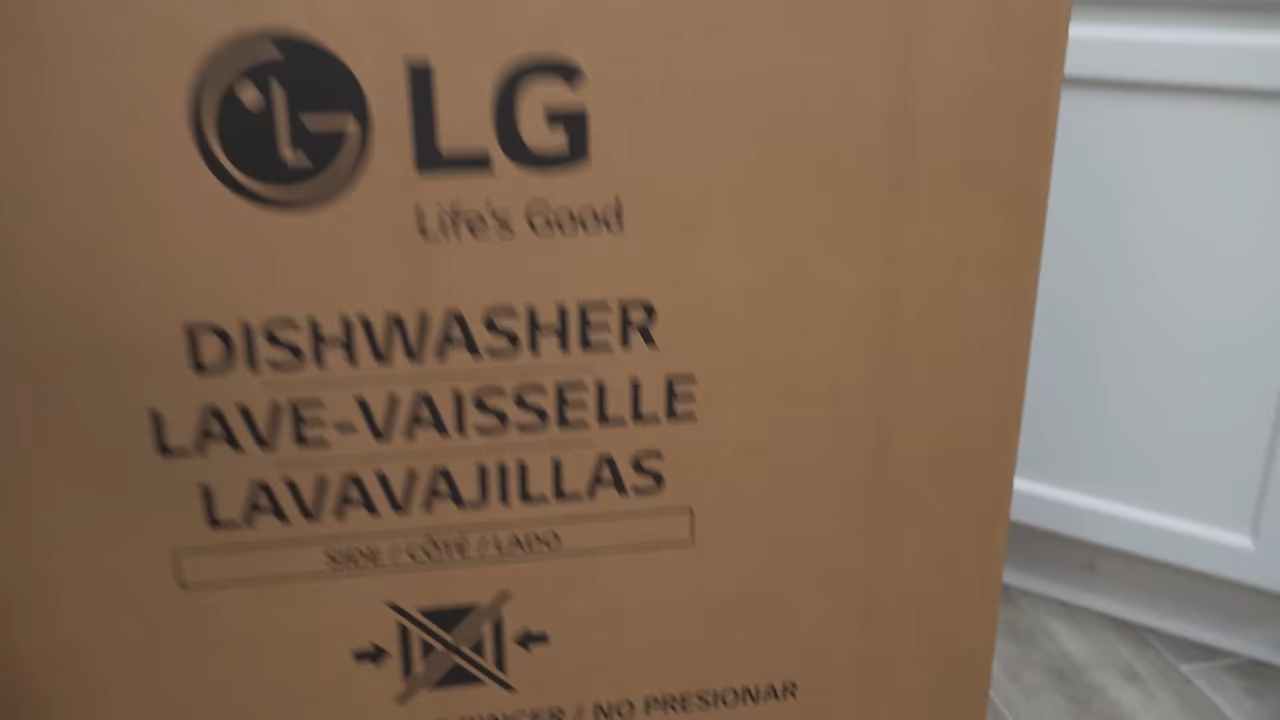 LG
Life's Good
DISHWASHER
LAVE-VAISSELLE
LAVAVAJILLAS
SIDE / CÔTÉ / LADO
/ NO PRESIONAR